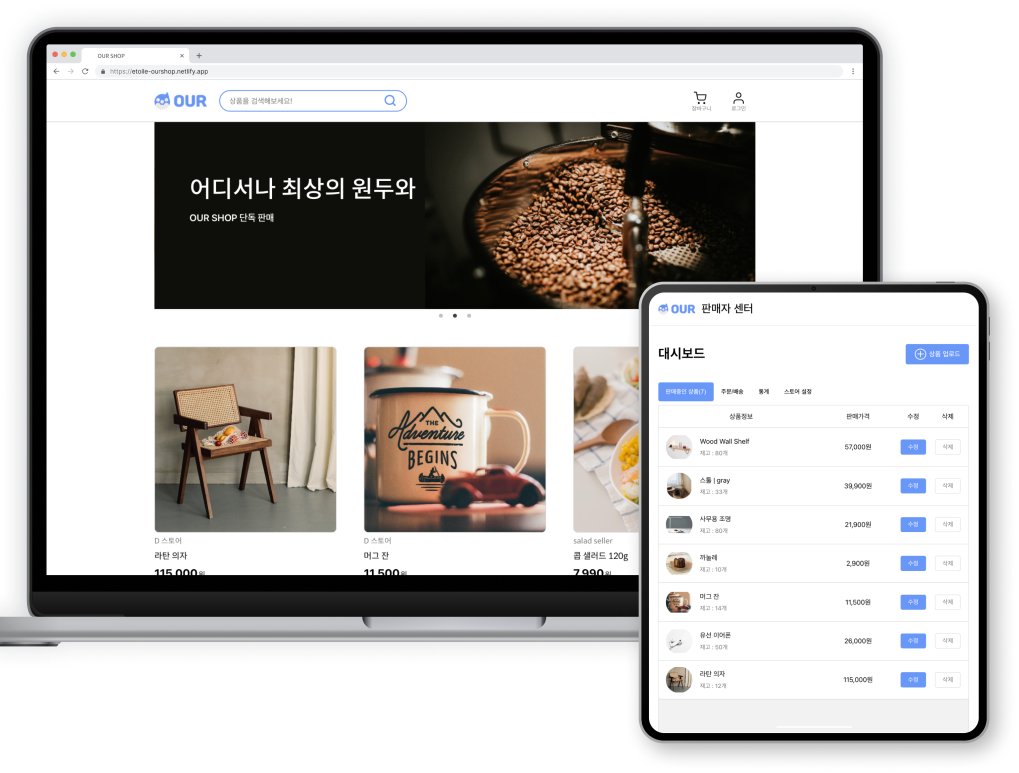 OUR SHOP
https://etoile-ourshop.netlify.app
OUR
상품을 검색해보세요!
장바구니
로그인
어디서나 최상의 원두와
OUR SHOP 단독 판매
THE
Adventure
BEGINS
D 스토어
라탄 의자
115,000원
D 스토어
머그 잔
11,500원
salad seller
콥 샐러드 120g
7,990원
OUR 판매자 센터
대시보드
상품 업로드
판매중인 상품(7)
주문/배송
통계
스토어 설정
상품정보
판매가격
수정
삭제
Wood Wall Shelf
재고 : 80개
57,000원
수정
삭제
스툴 | gray
재고 : 33개
39,900원
수정
삭제
사무용 조명
재고 : 80개
21,900원
수정
삭제
까눌레
재고 : 10개
2,900원
수정
삭제
머그 잔
재고 : 14개
11,500원
수정
삭제
유선 이어폰
재고 : 50개
26,000원
수정
삭제
라탄 의자
재고 : 12개
115,000원
수정
삭제